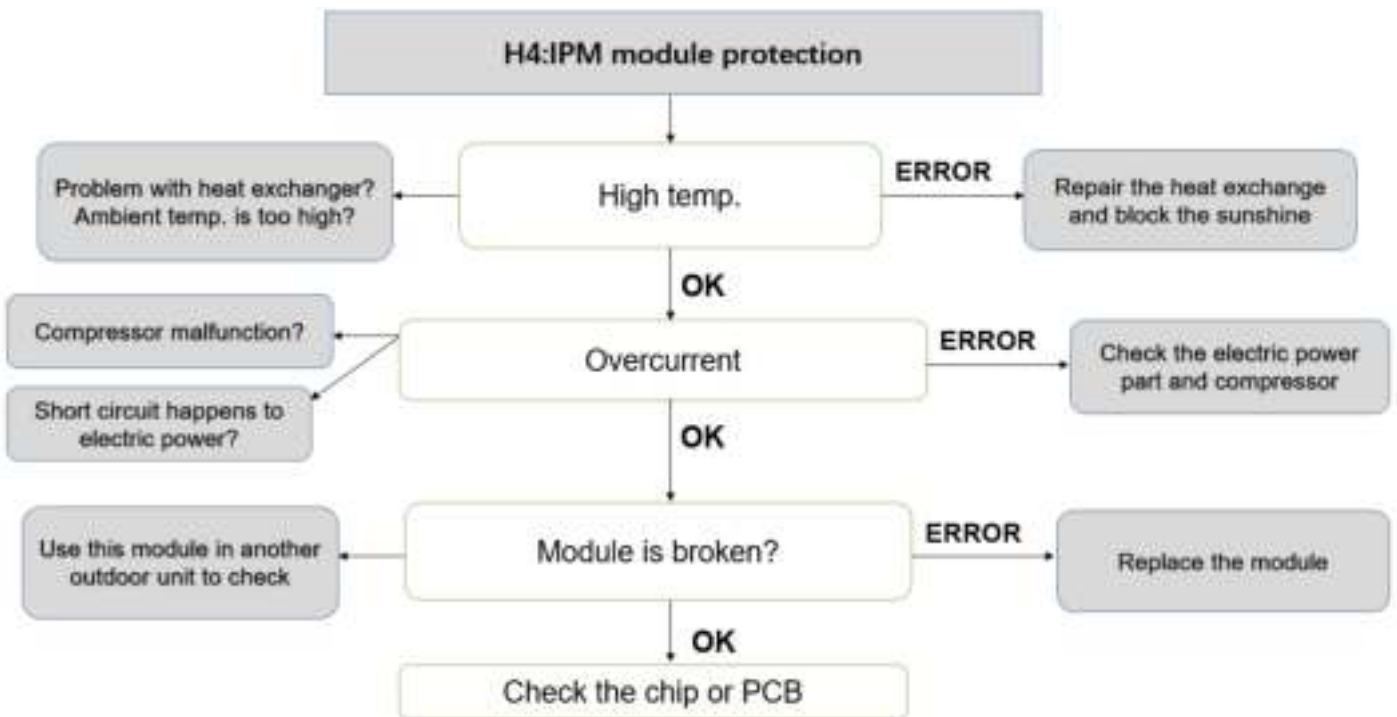 H4:IPM module protection
Problem with heat exchanger?
Ambient temp. is too high?
High temp.
ERROR
Repair the heat exchange
and block the sunshine
OK
Compressor malfunction?
Short circuit happens to
electric power?
Overcurrent
ERROR
Check the electric power
part and compressor
OK
Use this module in another
outdoor unit to check
Module is broken?
ERROR
Replace the module
OK
Check the chip or PCB